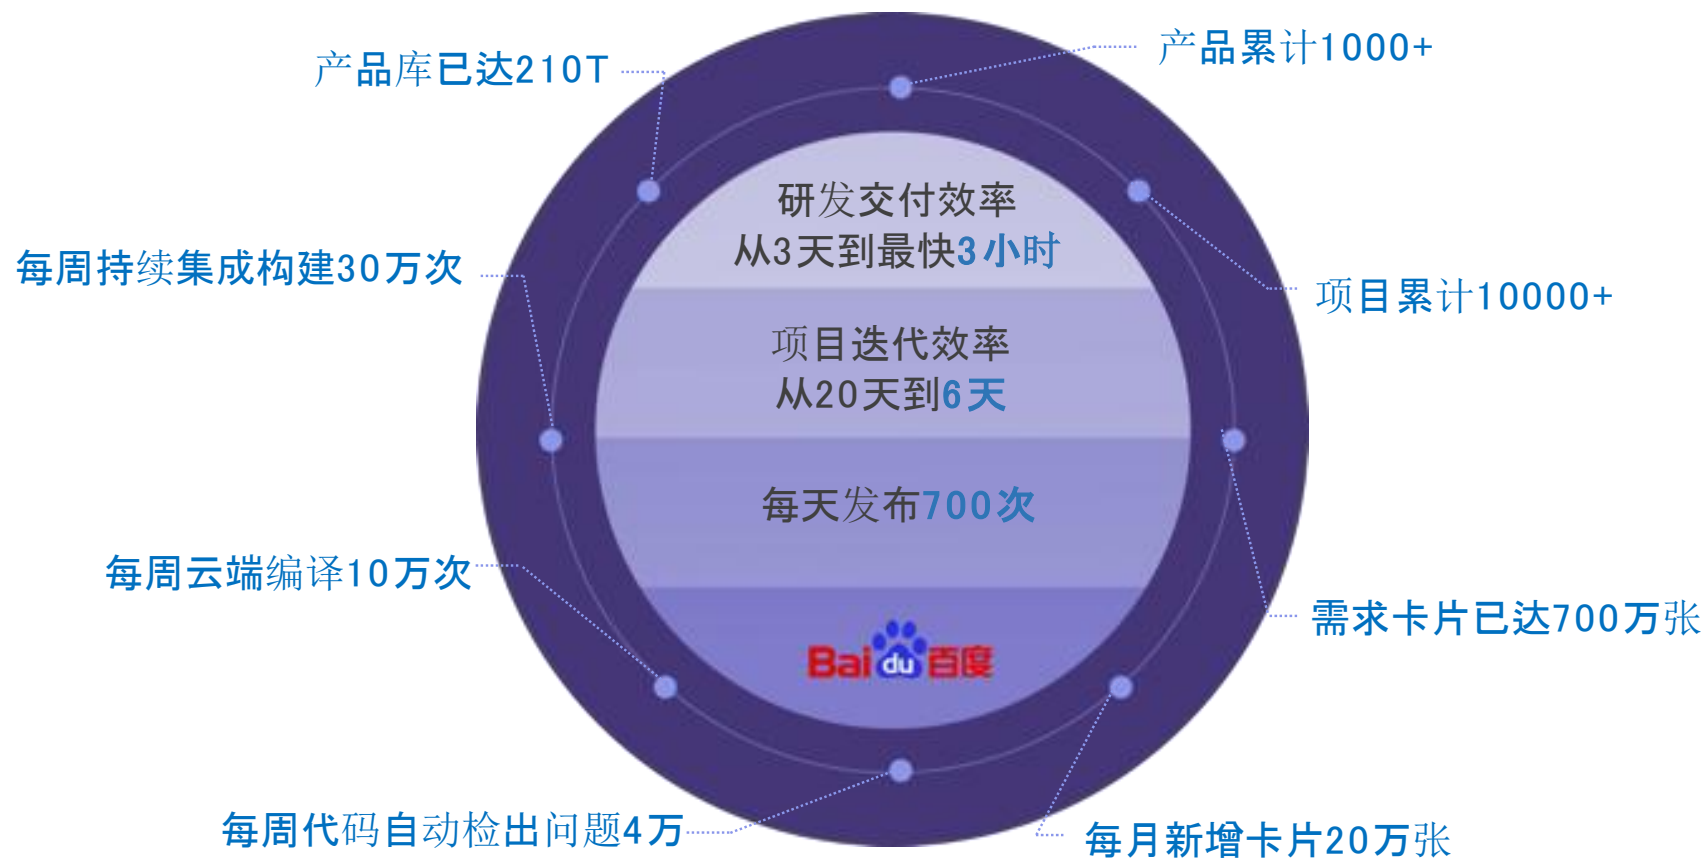 产品库已达210T
产品累计1000+
研发交付效率
从3天到最快3小时
每周持续集成构建30万次
项目累计10000+
项目迭代效率
从20天到6天
每天发布700次
每周云端编译10万次
需求卡片已达700万张
Bai du 百度
每周代码自动检出问题4万
每月新增卡片20万张